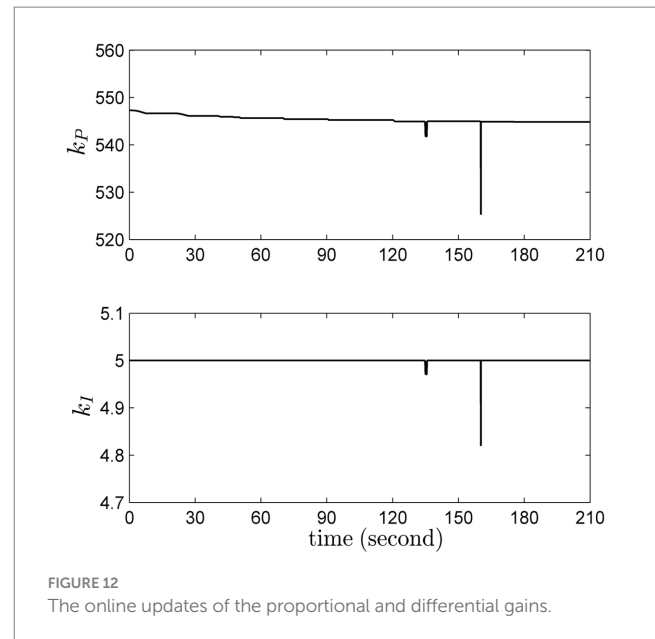 560
550
540
530
520
k_P
0 30 60 90 120 150 180 210
5.1
5
4.9
4.8
4.7
k_I
0 30 60 90 120 150 180 210
time (second)
FIGURE 12
The online updates of the proportional and differential gains.